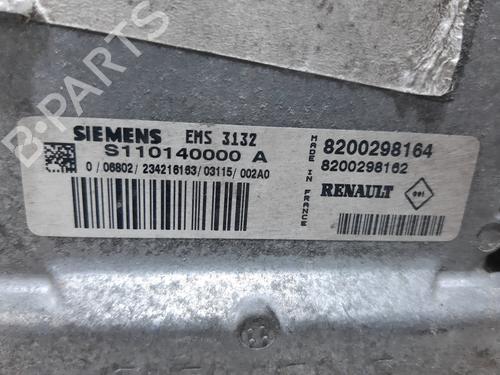 B-PARTS
SIEMENS EMS 3132
S110140000 A
0 / 06802 / 234216163 / 03115 / 002A0
MADE IN FRANCE
8200298164
8200298162
RENAULT